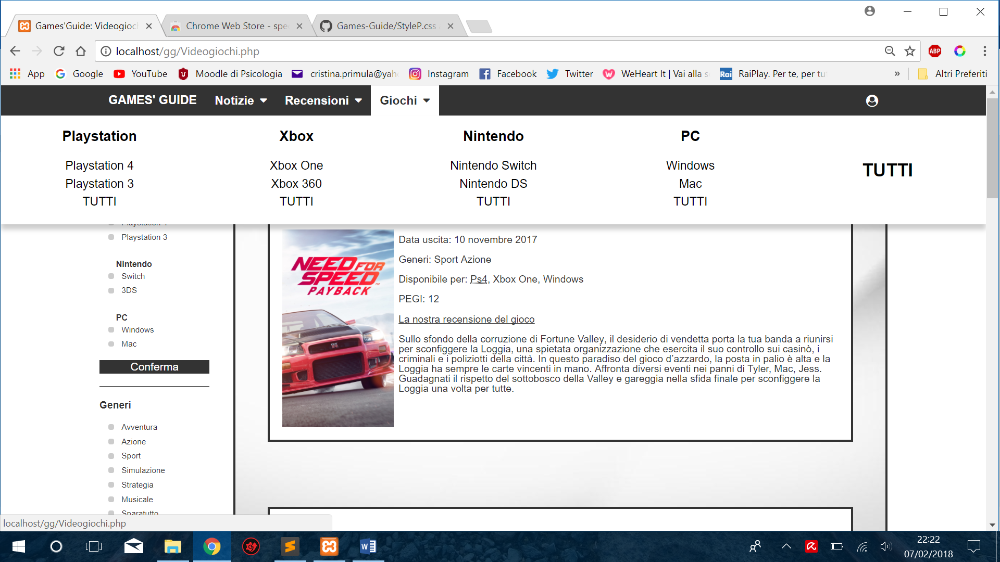 Games'Guide: Videogioc
Chrome Web Store - spe
Games-Guide/StyleP.css
localhost/gg/Videogiochi.php
ABP
App
Google
YouTube
Moodle di Psicologia
cristina.primula@yah
Instagram
Facebook
Twitter
WeHeart It | Vai alla s
Rai
RaiPlay. Per te, per tu
»
Altri Preferiti
GAMES' GUIDE
Notizie
Recensioni
Giochi
Playstation
Playstation 4
Playstation 3
TUTTI
Xbox
Xbox One
Xbox 360
TUTTI
Nintendo
Nintendo Switch
Nintendo DS
TUTTI
PC
Windows
Mac
TUTTI
TUTTI
Playstation 3
Nintendo
Switch
3DS
PC
Windows
Mac
Conferma
Generi
Avventura
Azione
Sport
Simulazione
Strategia
Musicale
Sparatutto
NEED FOR
SPEED
PAYBACK
Data uscita: 10 novembre 2017
Generi: Sport Azione
Disponibile per: Ps4, Xbox One, Windows
PEGI: 12
La nostra recensione del gioco
Sullo sfondo della corruzione di Fortune Valley, il desiderio di vendetta porta la tua banda a riunirsi
per sconfiggere la Loggia, una spietata organizzazione che esercita il suo controllo sui casinò, i
criminali e i poliziotti della città. In questo paradiso del gioco d'azzardo, la posta in palio è alta e la
Loggia ha sempre le carte vincenti in mano. Affronta diversi eventi nei panni di Tyler, Mac, Jess.
Guadagnati il rispetto del sottobosco della Valley e gareggia nella sfida finale per sconfiggere la
Loggia una volta per tutte.
localhost/gg/Videogiochi.php
22:22
07/02/2018